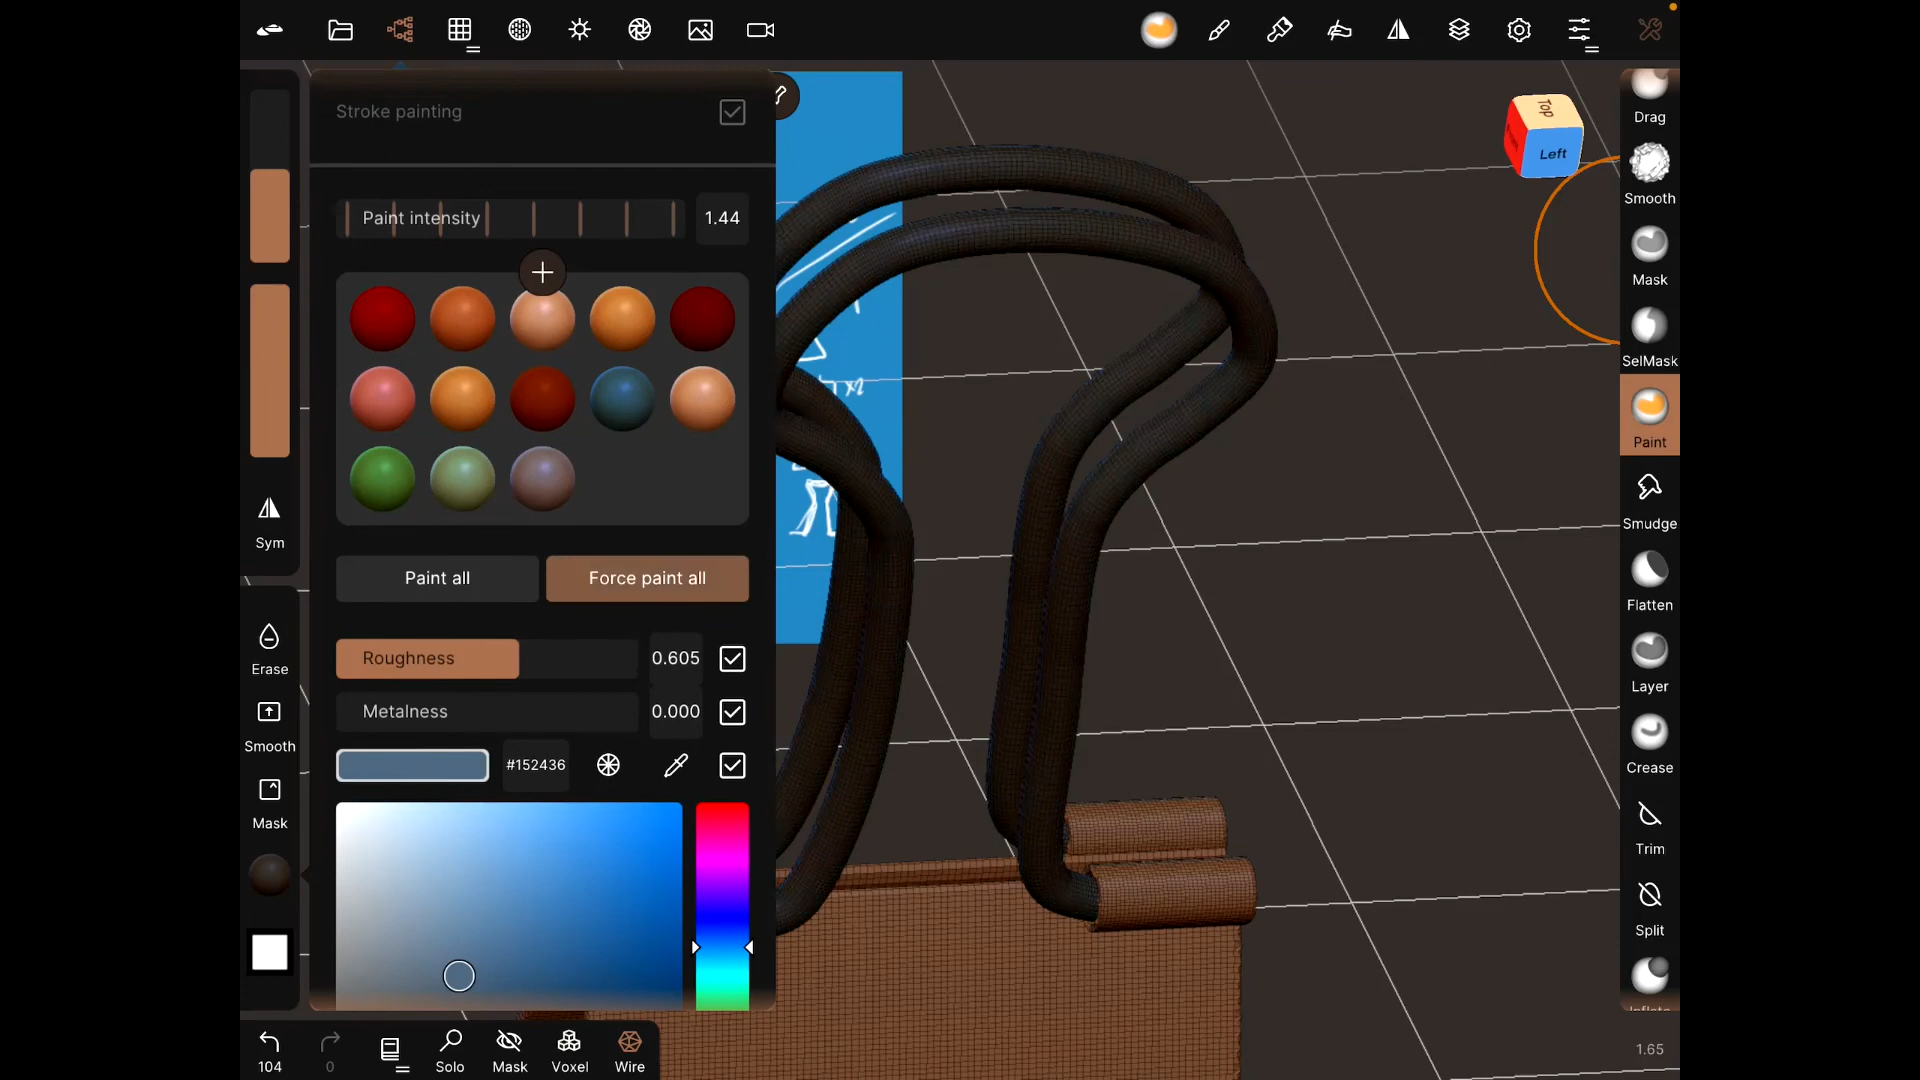 Stroke painting
Paint intensity 1.44
Paint all Force paint all
Roughness 0.605
Metalness 0.000
#152436
Sym
Erase
Smooth
Mask
104
0
Solo
Mask
Voxel
Wire
x2
Top
Left
Drag
Smooth
Mask
SelMask
Paint
Smudge
Flatten
Layer
Crease
Trim
Split
1.65